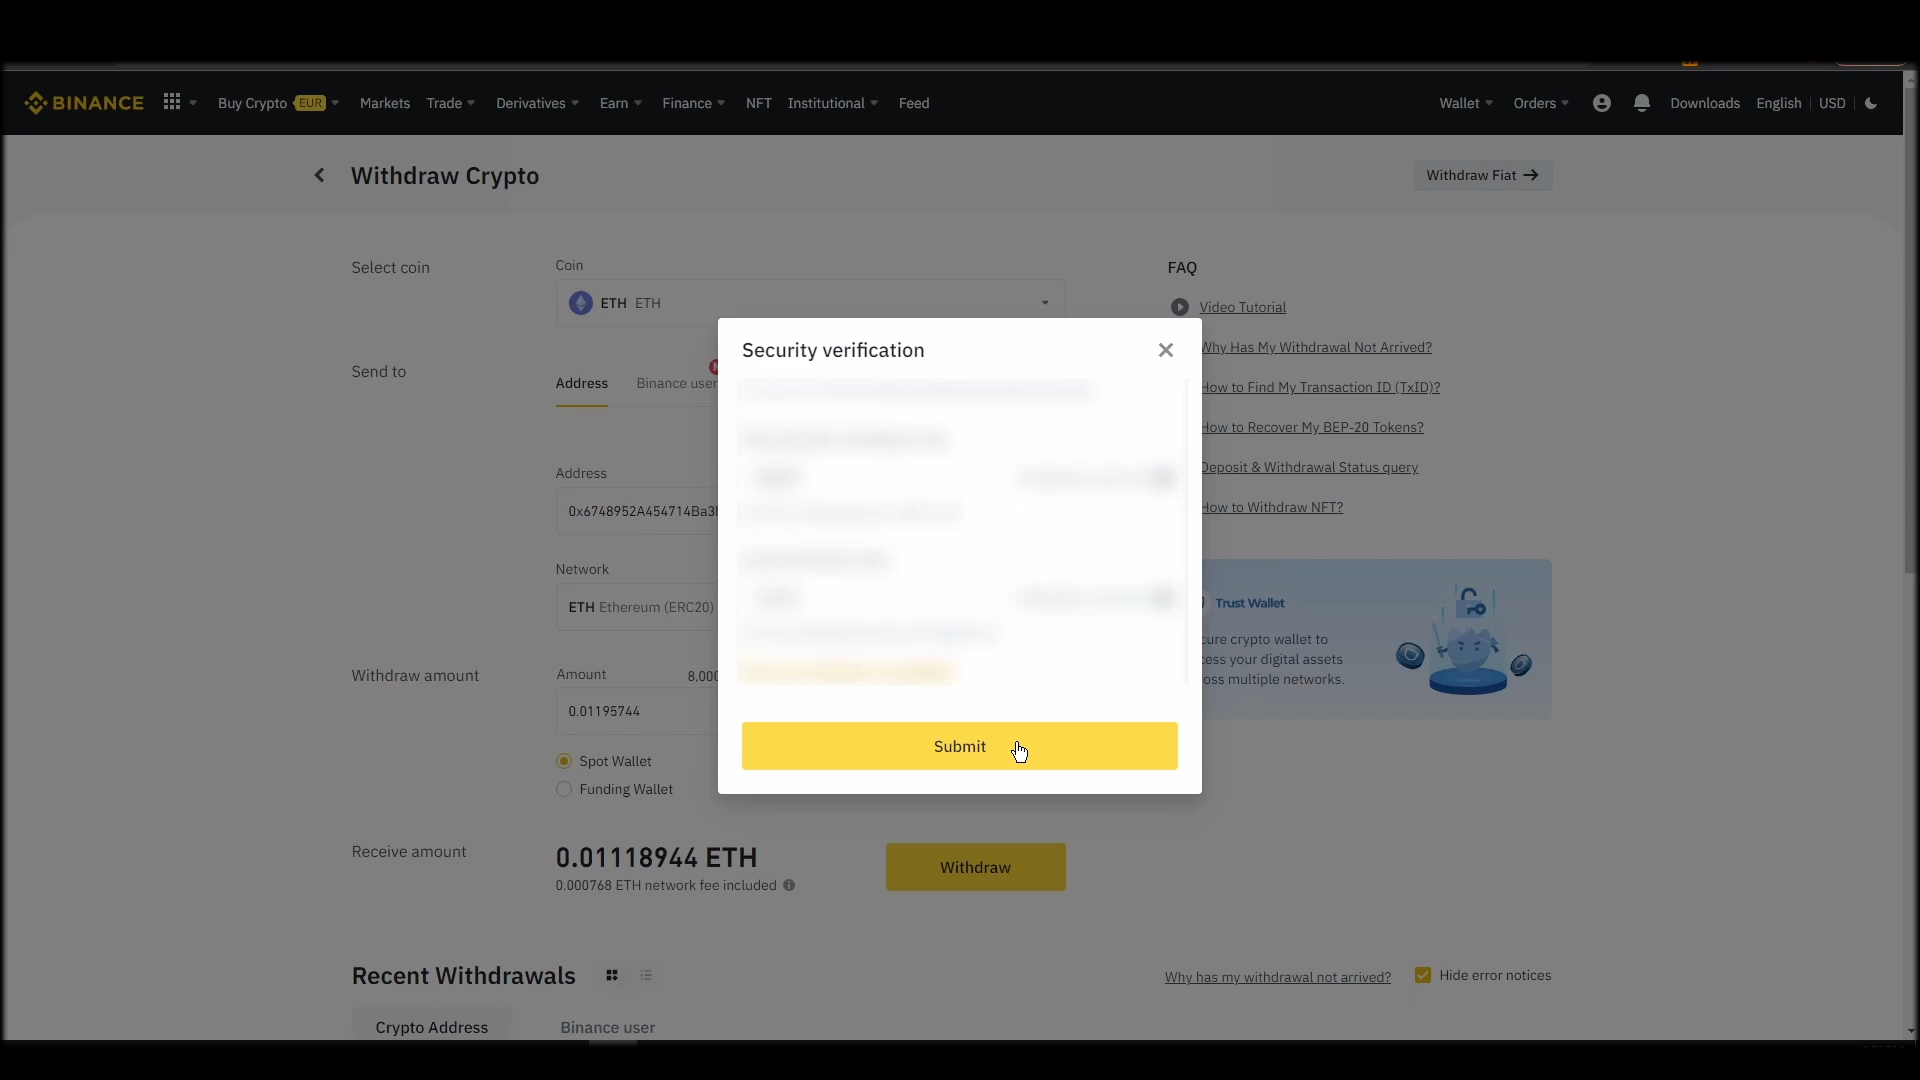 BINANCE
Buy Crypto EUR Markets Trade Derivatives Earn Finance NFT Institutional Feed
Wallet Orders Downloads English USD
Withdraw Crypto
Withdraw Fiat →
Select coin
Coin
ETH ETH
Send to
Address Binance user
Address
0x6748952A454714Ba3
Network
ETH Ethereum (ERC20)
Withdraw amount
Amount 8,000
0.01195744
Spot Wallet
Funding Wallet
Receive amount
0.01118944 ETH
0.000768 ETH network fee included
Withdraw
Security verification
Submit
FAQ
Video Tutorial
Why Has My Withdrawal Not Arrived?
How to Find My Transaction ID (TxID)?
How to Recover My BEP-20 Tokens?
Deposit & Withdrawal Status query
How to Withdraw NFT?
Trust Wallet
cure crypto wallet to
cess your digital assets
oss multiple networks.
Recent Withdrawals
Why has my withdrawal not arrived?
Hide error notices
Crypto Address Binance user